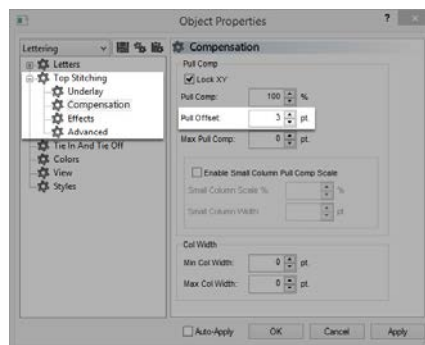 Object Properties
?
Lettering
Letters
Top Stitching
Underlay
Compensation
Effects
Advanced
Tie In And Tie Off
Colors
View
Styles
Compensation
Pull Comp
Lock XY
Pull Comp: 100 %
Pull Offset: 3 pt.
Max Pull Comp: 0 pt.
Enable Small Column Pull Comp Scale
Small Column Scale % %
Small Column Width: pt
Col Width
Min Col Width: 0 pt.
Max Col Width: 0 pt.
Auto-Apply OK Cancel Apply